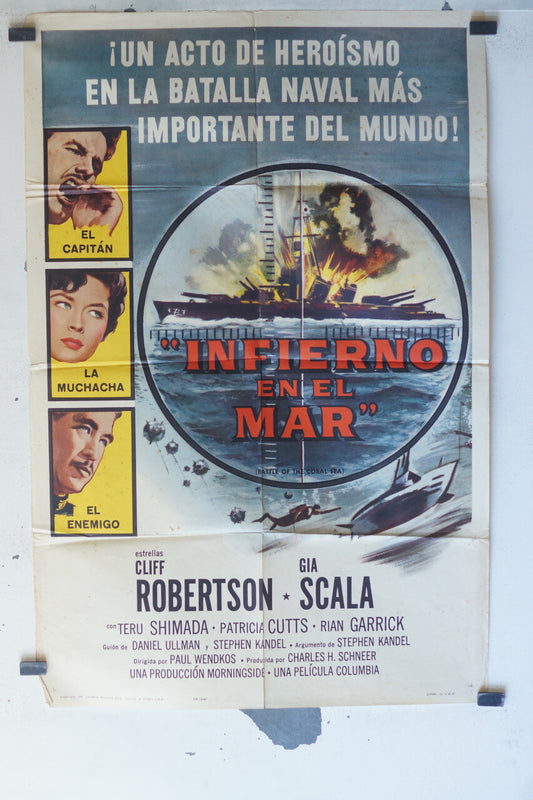 ¡UN ACTO DE HEROÍSMO
EN LA BATALLA NAVAL MÁS
IMPORTANTE DEL MUNDO!
EL
CAPITÁN
LA
MUCHACHA
EL
ENEMIGO
"INFIERNO
EN EL
MAR"
(BATTLE OF THE CORAL SEA)
estrellas
CLIFF
ROBERTSON ★
GIA
SCALA
con TERU SHIMADA • PATRICIA CUTTS • RIAN GARRICK
Guión de DANIEL ULLMAN y STEPHEN KANDEL • Argumento de STEPHEN KANDEL
Dirigida por PAUL WENDKOS • Producida por CHARLES H. SCHNEER
UNA PRODUCCIÓN MORNINGSIDE • UNA PELÍCULA COLUMBIA